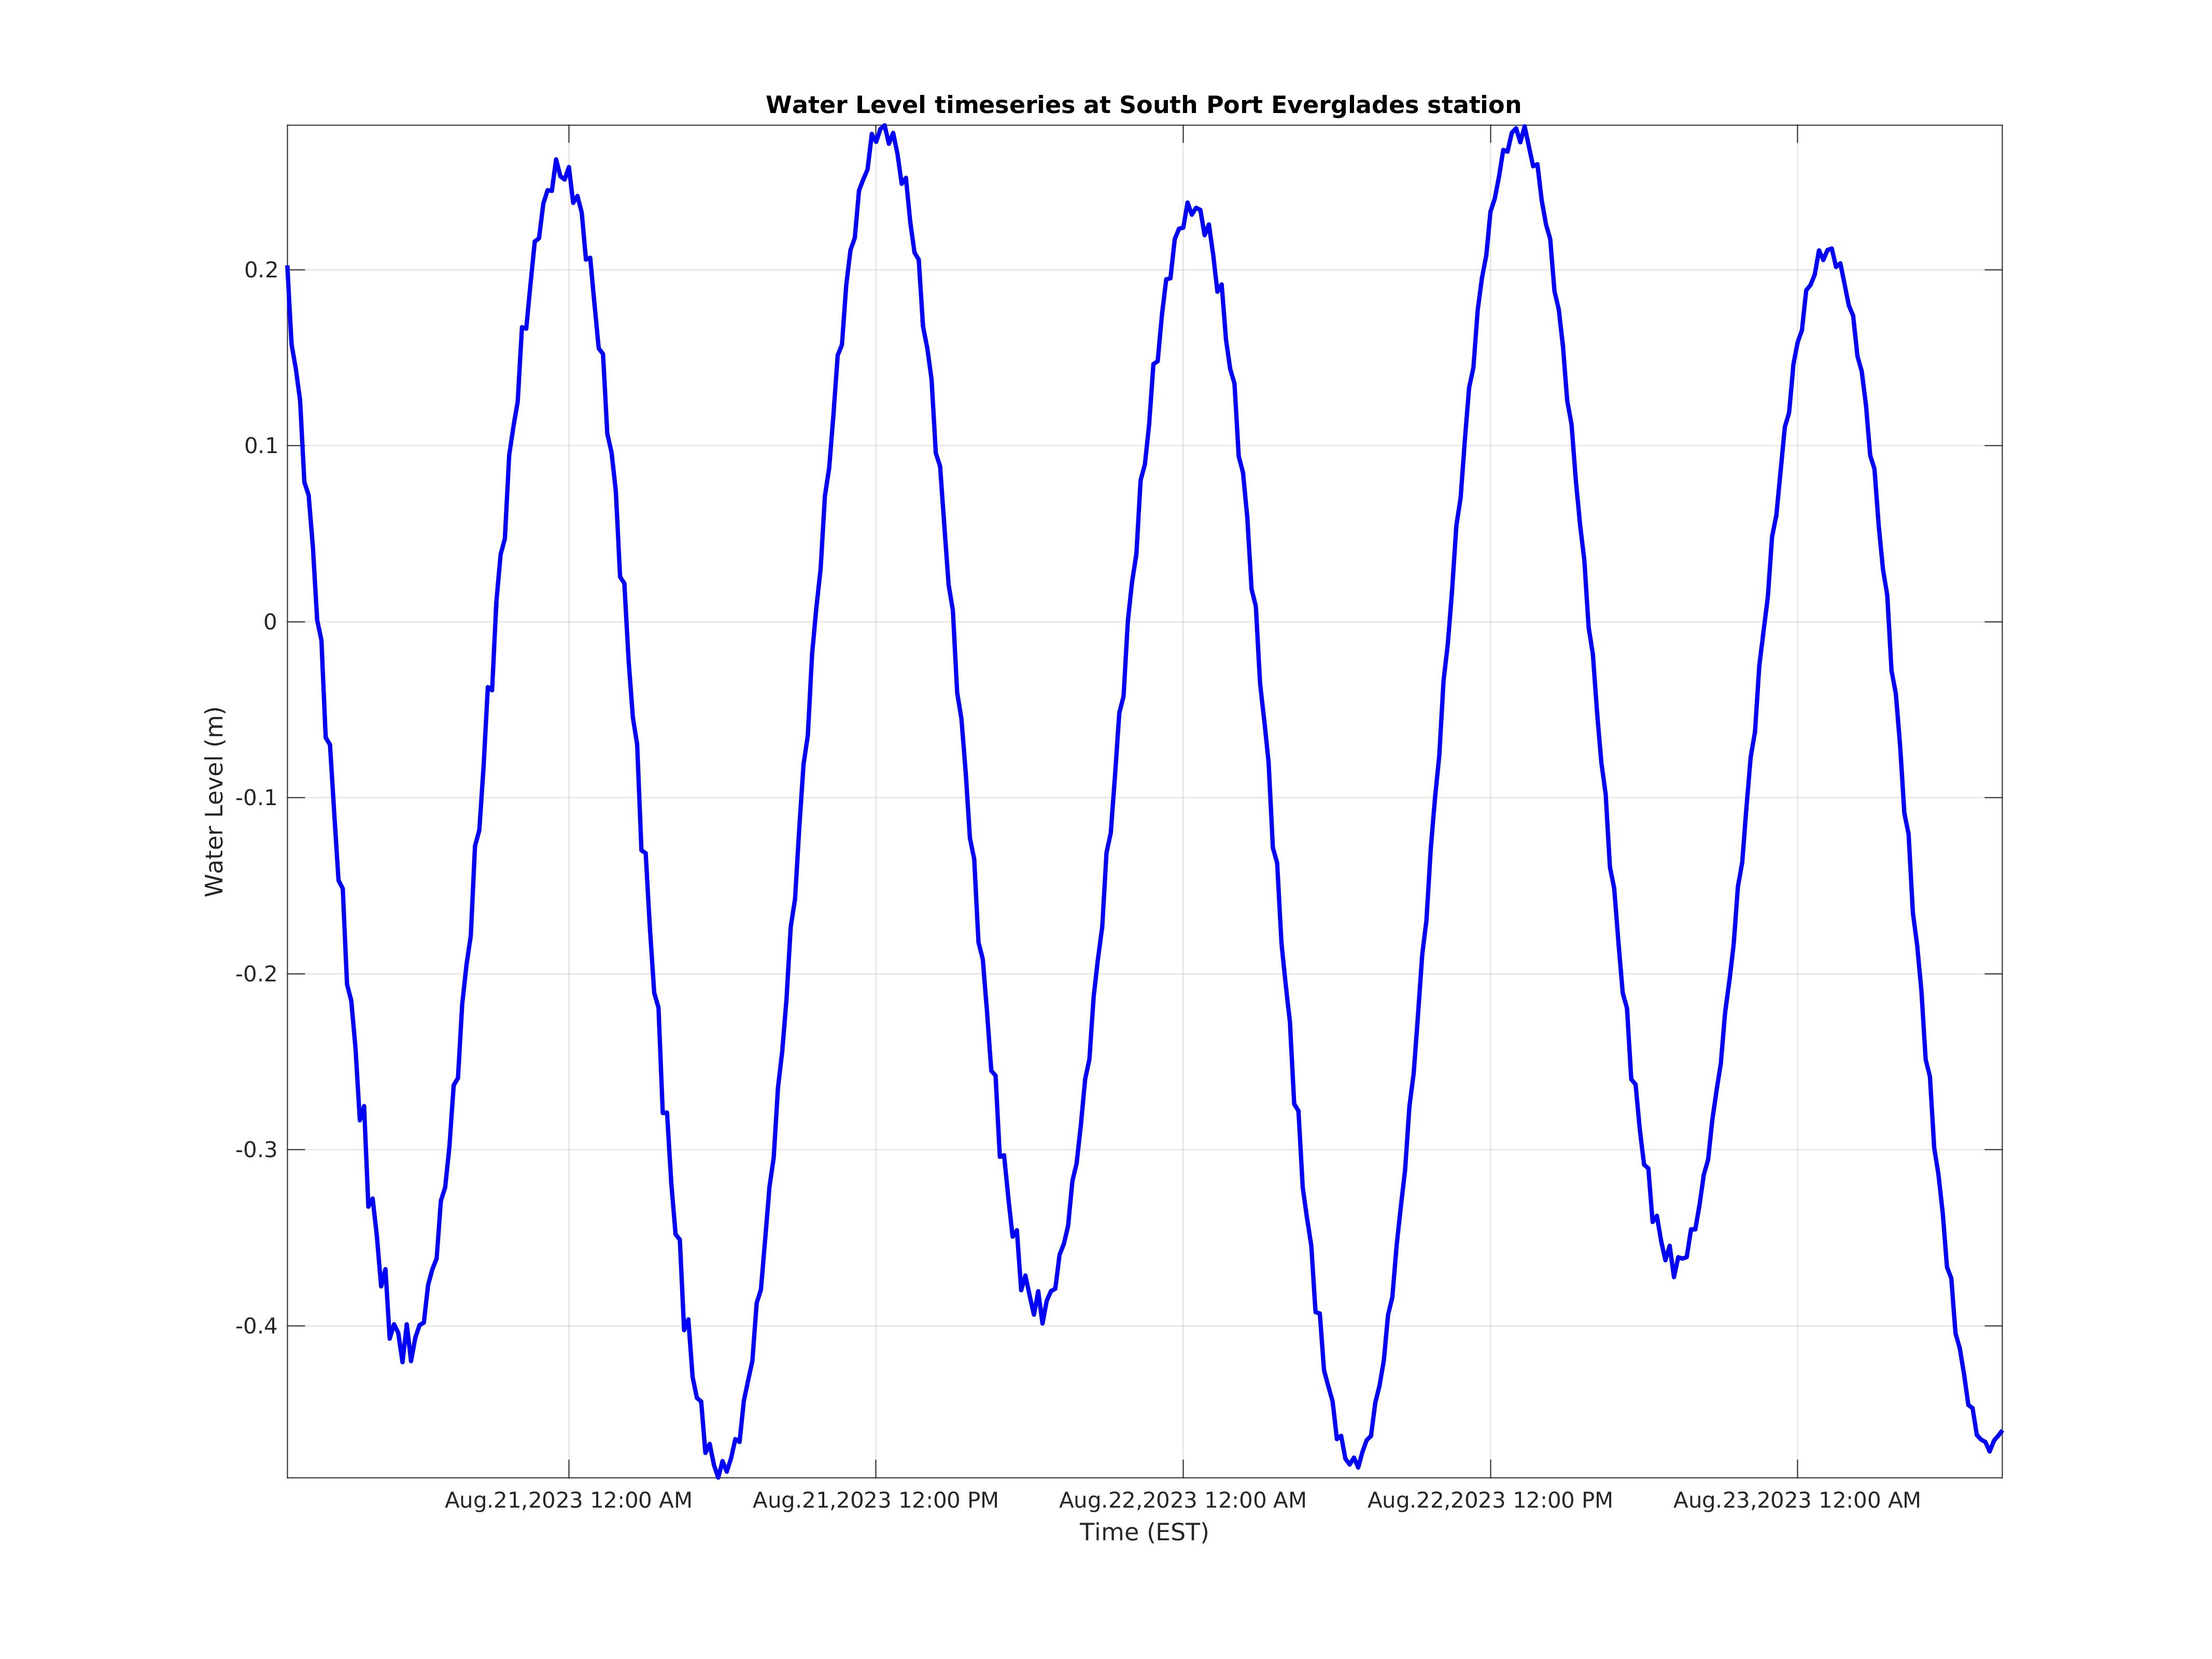 Water Level timeseries at South Port Everglades station
0.2
0.1
0
-0.1
-0.2
-0.3
-0.4
Water Level (m)
Aug.21,2023 12:00 AM
Aug.21,2023 12:00 PM
Aug.22,2023 12:00 AM
Aug.22,2023 12:00 PM
Aug.23,2023 12:00 AM
Time (EST)